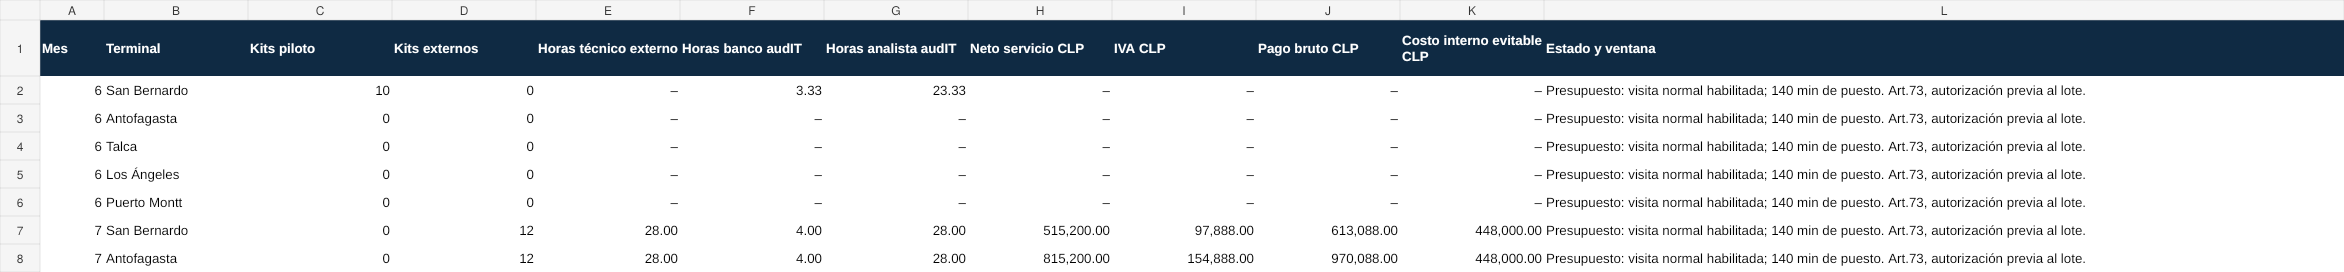 A B C D E F G H I J K L
1 Mes Terminal Kits piloto Kits externos Horas técnico externo Horas banco audIT Horas analista audIT Neto servicio CLP IVA CLP Pago bruto CLP Costo interno evitable CLP Estado y ventana
2 6 San Bernardo 10 0 – 3.33 23.33 – – – – Presupuesto: visita normal habilitada; 140 min de puesto. Art.73, autorización previa al lote.
3 6 Antofagasta 0 0 – – – – – – – Presupuesto: visita normal habilitada; 140 min de puesto. Art.73, autorización previa al lote.
4 6 Talca 0 0 – – – – – – – Presupuesto: visita normal habilitada; 140 min de puesto. Art.73, autorización previa al lote.
5 6 Los Ángeles 0 0 – – – – – – – Presupuesto: visita normal habilitada; 140 min de puesto. Art.73, autorización previa al lote.
6 6 Puerto Montt 0 0 – – – – – – – Presupuesto: visita normal habilitada; 140 min de puesto. Art.73, autorización previa al lote.
7 7 San Bernardo 0 12 28.00 4.00 28.00 515,200.00 97,888.00 613,088.00 448,000.00 Presupuesto: visita normal habilitada; 140 min de puesto. Art.73, autorización previa al lote.
8 7 Antofagasta 0 12 28.00 4.00 28.00 815,200.00 154,888.00 970,088.00 448,000.00 Presupuesto: visita normal habilitada; 140 min de puesto. Art.73, autorización previa al lote.